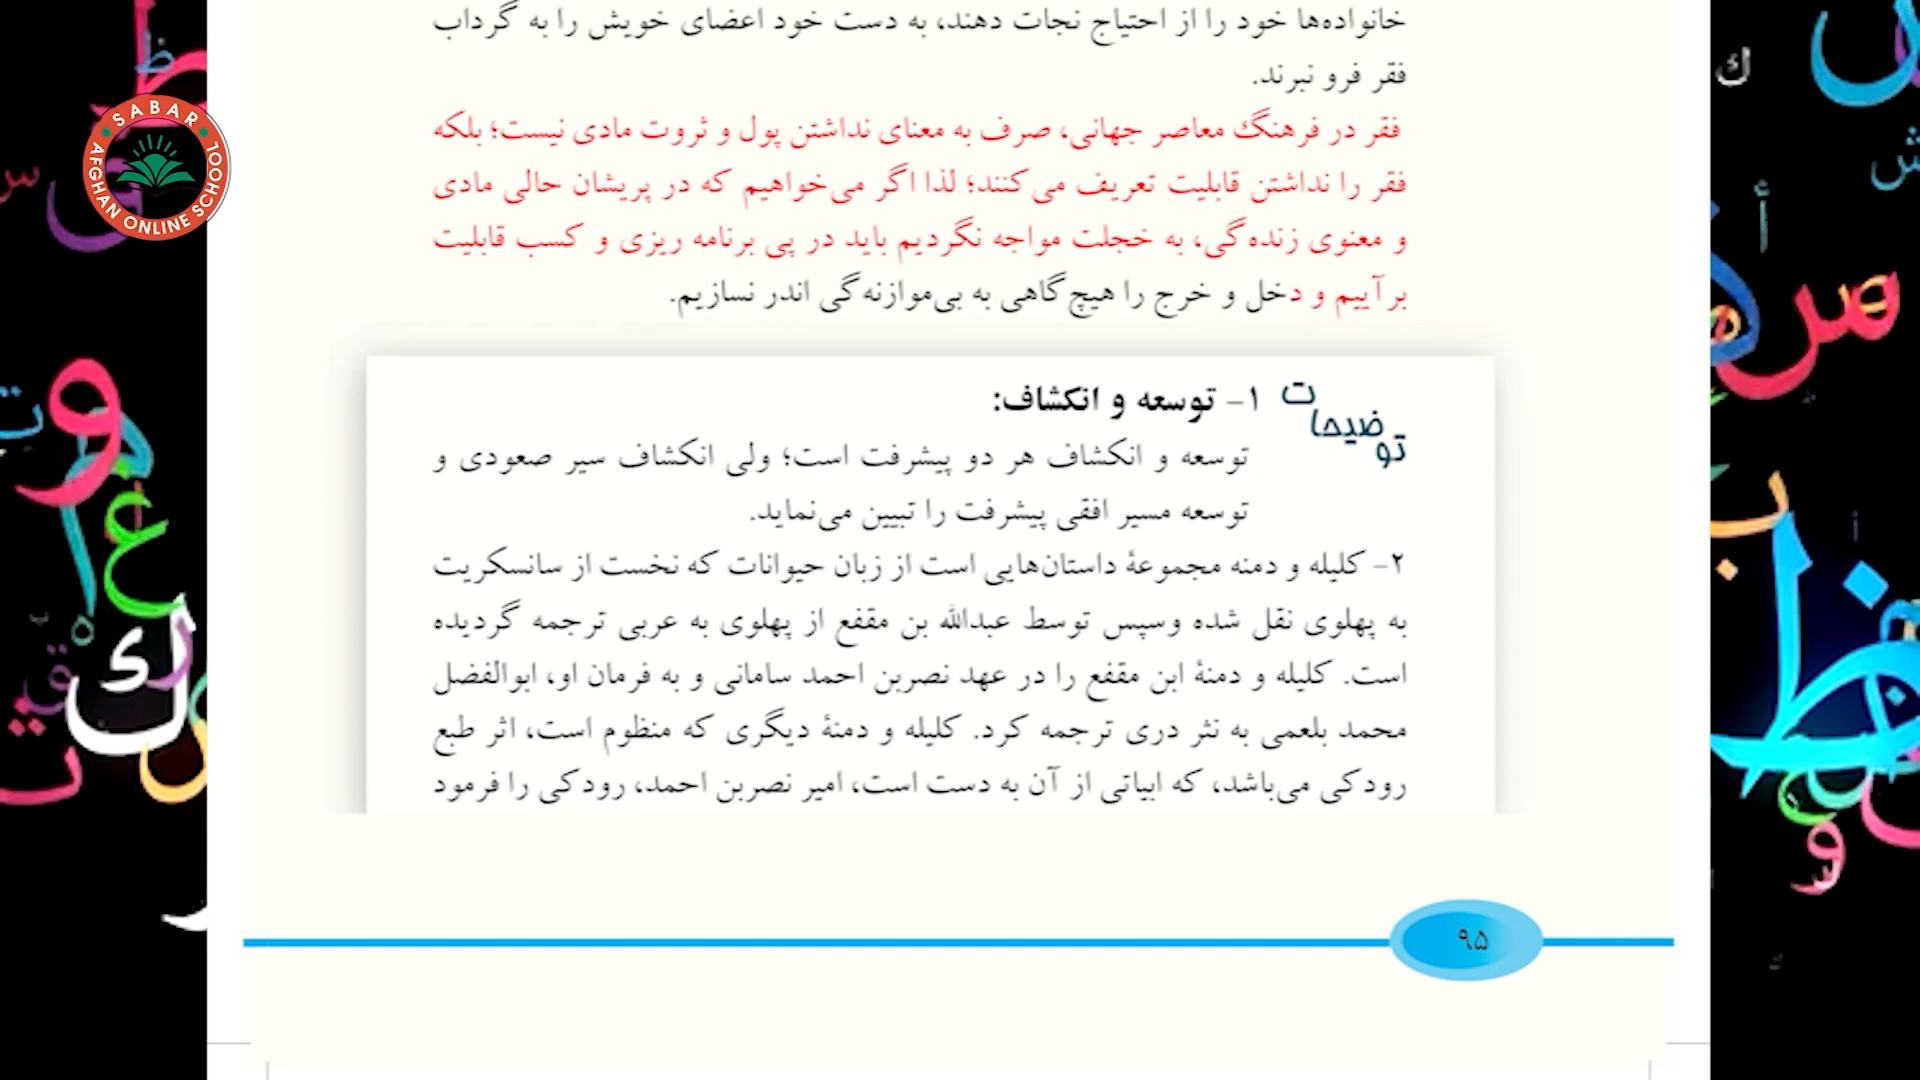 خانواده‌ها خود را از احتیاج نجات دهند، به دست خود اعضای خویش را به گرداب
فقر فرو نبرند.
فقر در فرهنگ معاصر جهانی، صرف به معنای نداشتن پول و ثروت مادی نیست؛ بلکه
فقر را نداشتن قابلیت تعریف می‌کنند؛ لذا اگر می‌خواهیم که در پریشان حالی مادی
و معنوی زنده‌گی، به خجلت مواجه نگردیم باید در پی برنامه ریزی و کسب قابلیت
برآییم و دخل و خرج را هیچ‌گاهی به بی‌موازنه‌گی اندر نسازیم.
توضیحات
۱- توسعه و انکشاف:
توسعه و انکشاف هر دو پیشرفت است؛ ولی انکشاف سیر صعودی و
توسعه مسیر افقی پیشرفت را تبیین می‌نماید.
۲- کلیله و دمنه مجموعهٔ داستان‌هایی است از زبان حیوانات که نخست از سانسکریت
به پهلوی نقل شده وسپس توسط عبدالله بن مقفع از پهلوی به عربی ترجمه گردیده
است. کلیله و دمنهٔ ابن مقفع را در عهد نصربن احمد سامانی و به فرمان او، ابوالفضل
محمد بلعمی به نثر دری ترجمه کرد. کلیله و دمنهٔ دیگری که منظوم است، اثر طبع
رودکی می‌باشد، که ابیاتی از آن به دست است، امیر نصربن احمد، رودکی را فرمود
۹۵
SABAR
AFGHAN ONLINE SCHOOL